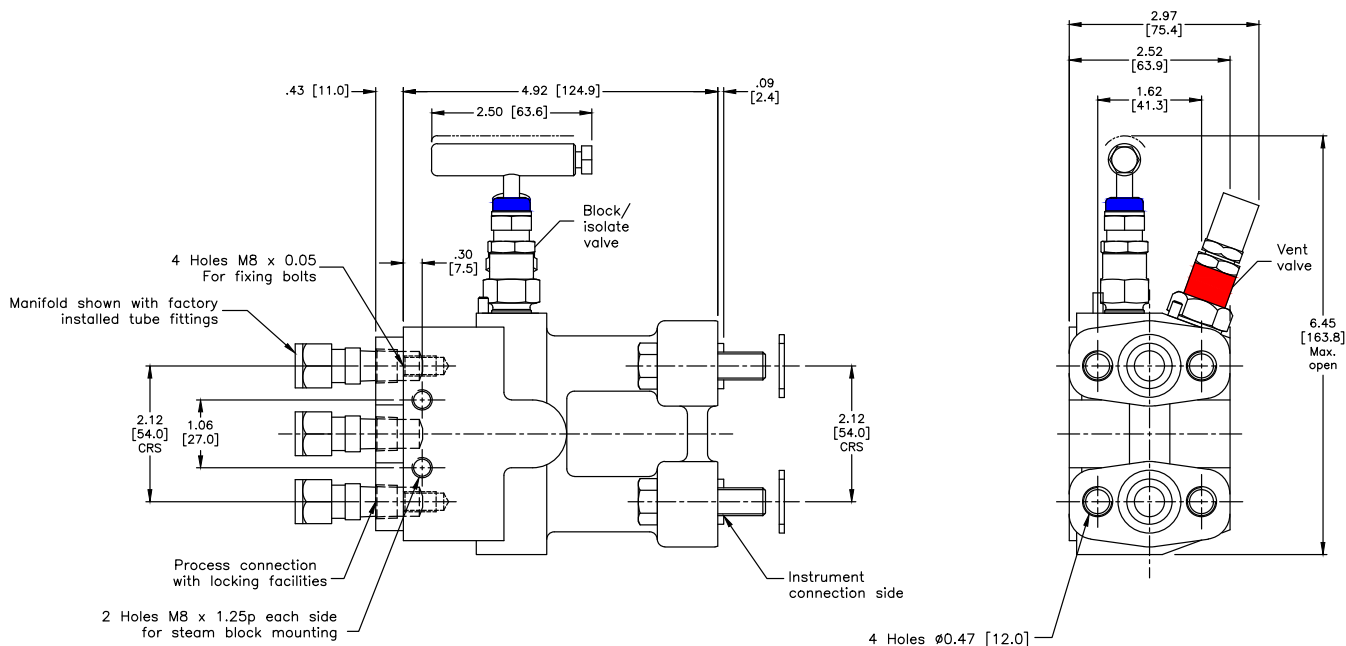 .43 [11.0]
4.92 [124.9]
.09
[2.4]
2.50 [63.6]
Block/
isolate
valve
.30
[7.5]
4 Holes M8 x 0.05
For fixing bolts
Manifold shown with factory
installed tube fittings
2.12
[54.0]
CRS
1.06
[27.0]
2.12
[54.0]
CRS
Process connection
with locking facilities
2 Holes M8 x 1.25p each side
for steam block mounting
Instrument
connection side
2.97
[75.4]
2.52
[63.9]
1.62
[41.3]
Vent
valve
6.45
[163.8]
Max.
open
4 Holes ø0.47 [12.0]